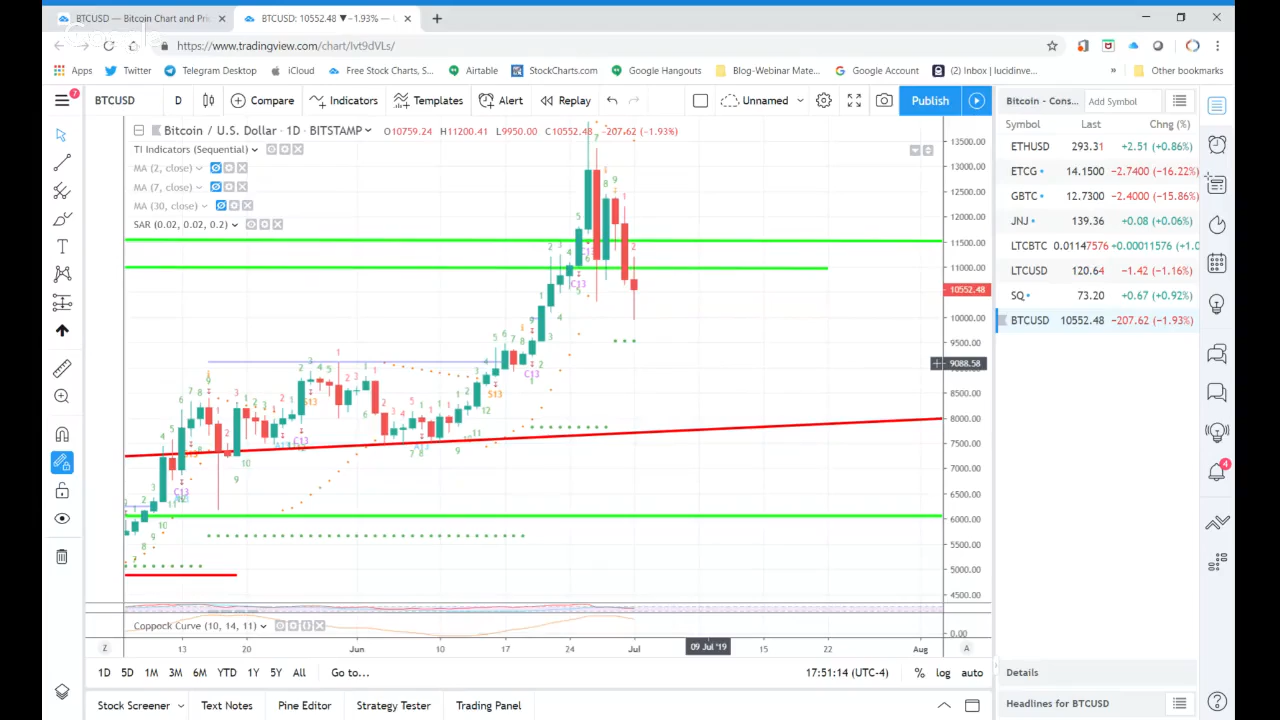 BTCUSD — Bitcoin Chart and Pri
BTCUSD: 10552.48 ▼−1.93% —
https://www.tradingview.com/chart/Ivt9dVLs/
Apps Twitter Telegram Desktop iCloud Free Stock Charts, S... Airtable StockCharts.com Google Hangouts Blog-Webinar Mate... Google Account (2) Inbox | lucidinve... » Other bookmarks
7 BTCUSD D Compare Indicators Templates Alert Replay Unnamed Publish
Bitcoin - Cons... Add Symbol
Symbol Last Chng (%)
ETHUSD 293.31 +2.51 (+0.86%)
ETCG 14.1500 −2.7400 (−16.22%)
GBTC 12.7300 −2.4000 (−15.86%)
JNJ 139.36 +0.08 (+0.06%)
LTCBTC 0.01147576 +0.00011576 (+1.0
LTCUSD 120.64 −1.42 (−1.16%)
SQ 73.20 +0.67 (+0.92%)
BTCUSD 10552.48 −207.62 (−1.93%)
Bitcoin / U.S. Dollar · 1D · BITSTAMP O10759.24 H11200.41 L9950.00 C10552.48 −207.62 (−1.93%)
TI Indicators (Sequential)
MA (2, close)
MA (7, close)
MA (30, close)
SAR (0.02, 0.02, 0.2)
13500.00
13000.00
12500.00
12000.00
11500.00
11000.00
10552.48
10000.00
9500.00
9088.58
8500.00
8000.00
7500.00
7000.00
6500.00
6000.00
5500.00
5000.00
4500.00
Coppock Curve (10, 14, 11)
0.00
Z 13 20 Jun 10 17 24 Jul 09 Jul '19 15 22 Aug A
1D 5D 1M 3M 6M YTD 1Y 5Y All Go to... 17:51:14 (UTC-4) % log auto
Details
Stock Screener Text Notes Pine Editor Strategy Tester Trading Panel
Headlines for BTCUSD
4